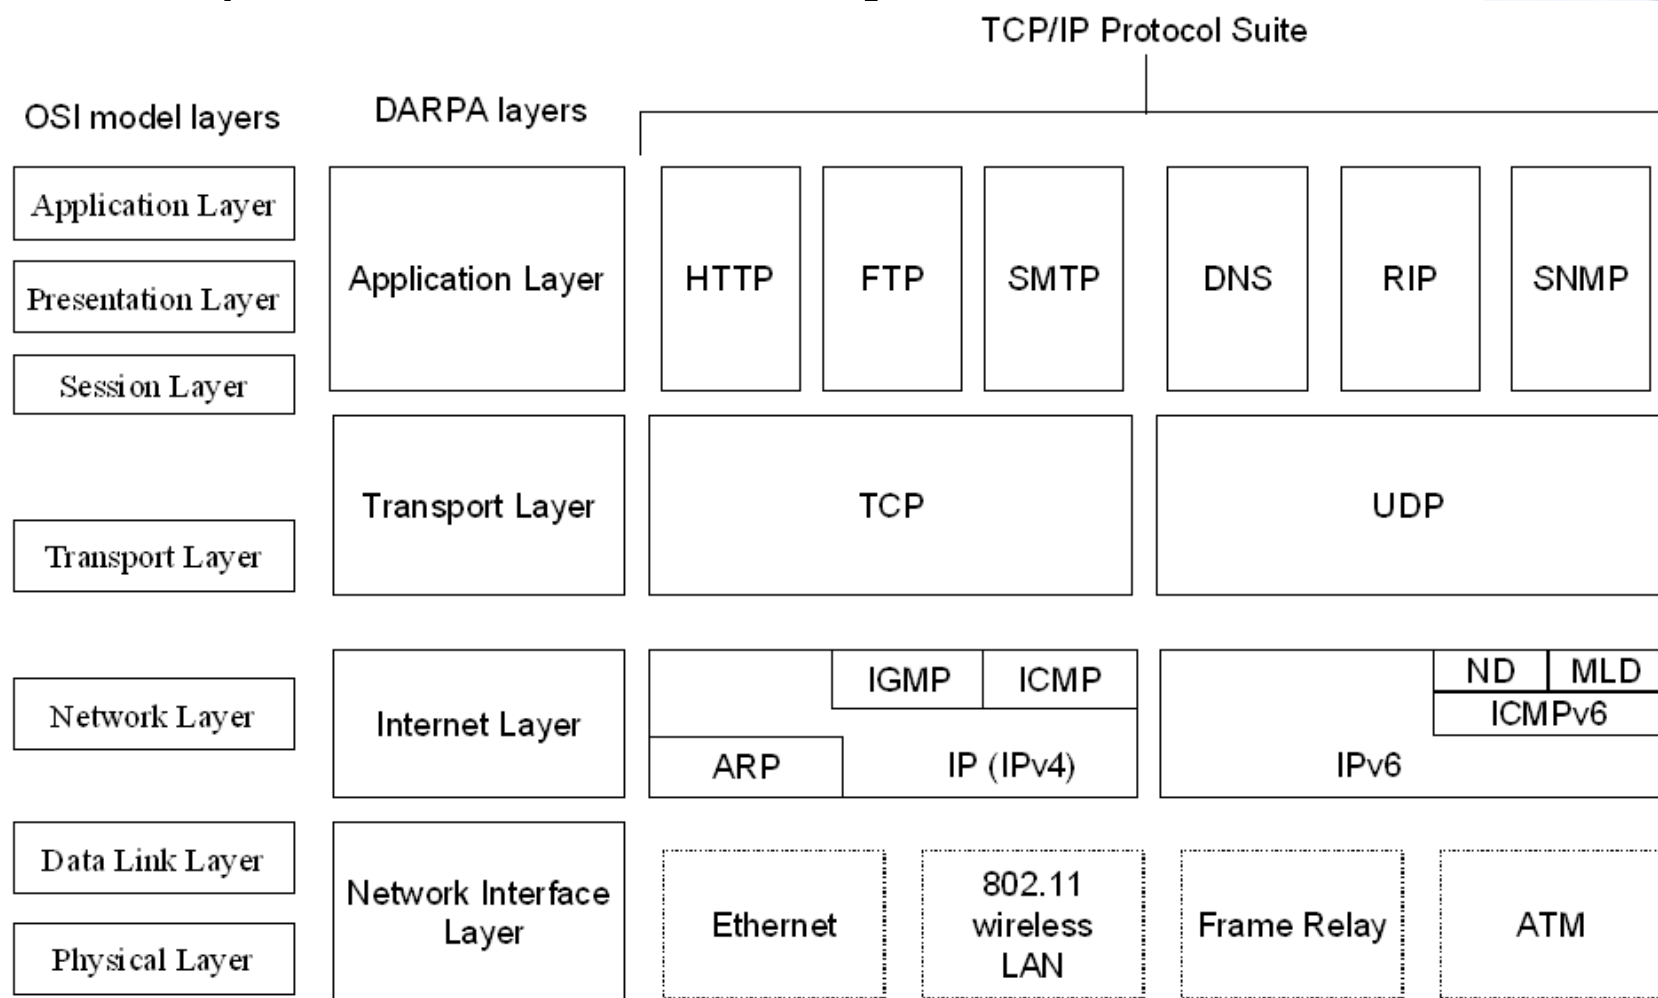 TCP/IP Protocol Suite
OSI model layers
DARPA layers
Application Layer
Presentation Layer
Session Layer
Application Layer
HTTP
FTP
SMTP
DNS
RIP
SNMP
Transport Layer
Transport Layer
TCP
UDP
Network Layer
Internet Layer
IGMP
ICMP
ARP
IP (IPv4)
ND
MLD
ICMPv6
IPv6
Data Link Layer
Physical Layer
Network Interface
Layer
Ethernet
802.11
wireless
LAN
Frame Relay
ATM